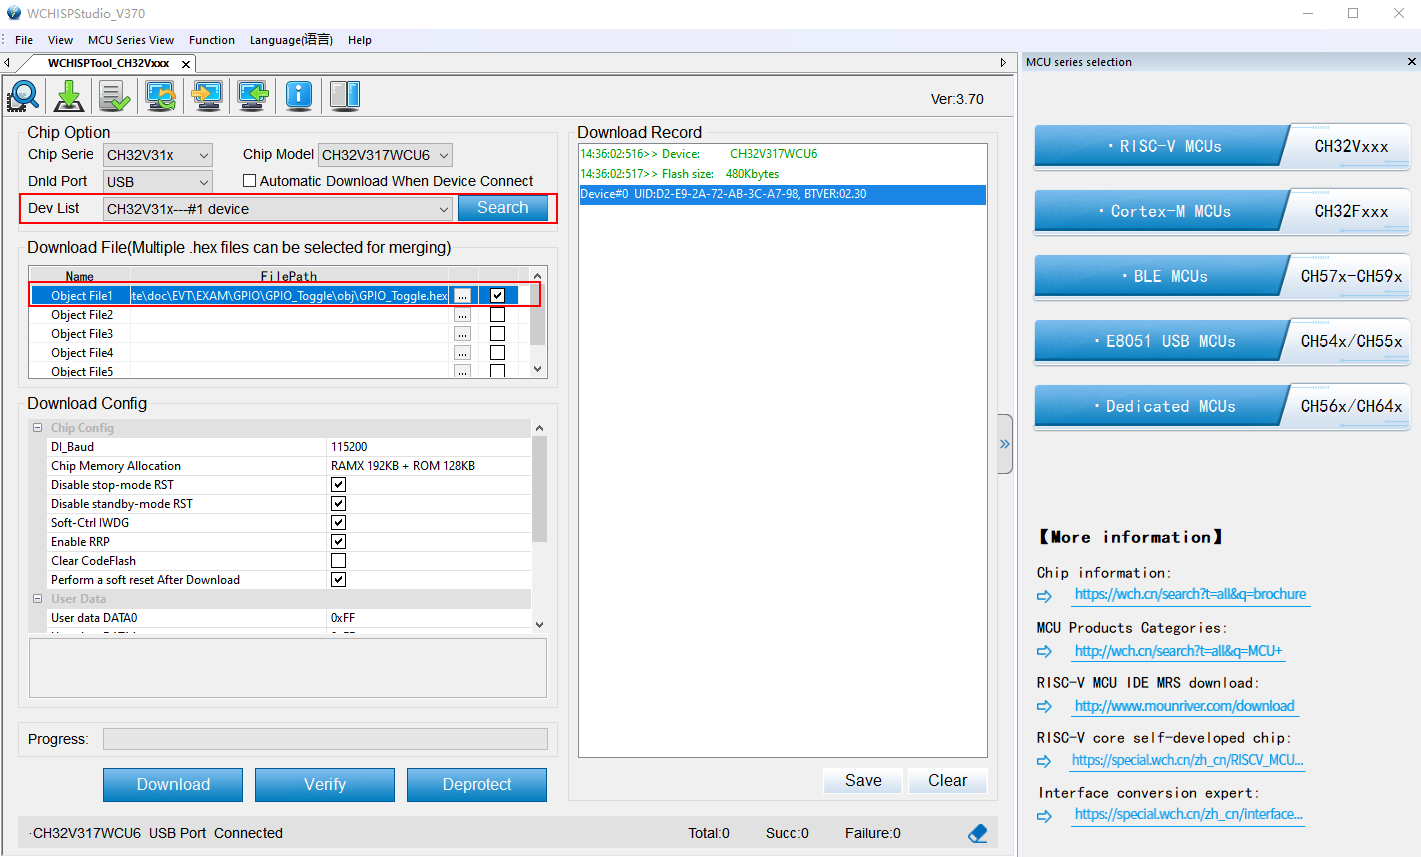 WCHISPStudio_V370
File View MCU Series View Function Language(语言) Help
WCHISPTool_CH32Vxxx
MCU series selection
Ver:3.70
Chip Option
Chip Serie CH32V31x Chip Model CH32V317WCU6
Dnld Port USB Automatic Download When Device Connect
Dev List CH32V31x---#1 device Search
Download File(Multiple .hex files can be selected for merging)
Name FilePath
Object File1 te\doc\EVT\EXAM\GPIO\GPIO_Toggle\obj\GPIO_Toggle.hex ...
Object File2 ...
Object File3 ...
Object File4 ...
Object File5 ...
Download Config
Chip Config
DI_Baud 115200
Chip Memory Allocation RAMX 192KB + ROM 128KB
Disable stop-mode RST
Disable standby-mode RST
Soft-Ctrl IWDG
Enable RRP
Clear CodeFlash
Perform a soft reset After Download
User Data
User data DATA0 0xFF
Progress:
Download Verify Deprotect
Download Record
14:36:02:516>> Device: CH32V317WCU6
14:36:02:517>> Flash size: 480Kbytes
Device#0 UID:D2-E9-2A-72-AB-3C-A7-98, BTVER:02.30
Save Clear
·CH32V317WCU6 USB Port Connected
Total:0 Succ:0 Failure:0
·RISC-V MCUs CH32Vxxx
·Cortex-M MCUs CH32Fxxx
·BLE MCUs CH57x-CH59x
·E8051 USB MCUs CH54x/CH55x
·Dedicated MCUs CH56x/CH64x
【More information】
Chip information:
https://wch.cn/search?t=all&q=brochure
MCU Products Categories:
http://wch.cn/search?t=all&q=MCU+
RISC-V MCU IDE MRS download:
http://www.mounriver.com/download
RISC-V core self-developed chip:
https://special.wch.cn/zh_cn/RISCV_MCU...
Interface conversion expert:
https://special.wch.cn/zh_cn/interface...